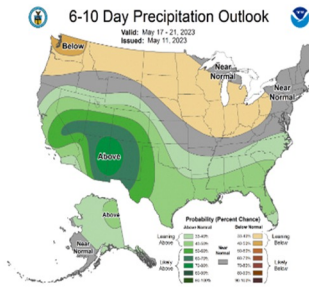 6-10 Day Precipitation Outlook
Valid: May 17 - 21, 2023
Issued: May 11, 2023
Below
Near
Normal
Near
Normal
Above
Above
Near
Normal
Probability (Percent Chance)
Above Normal
Below Normal
Leaning
Above
Likely
Above
Near
Normal
Leaning
Below
Likely
Below